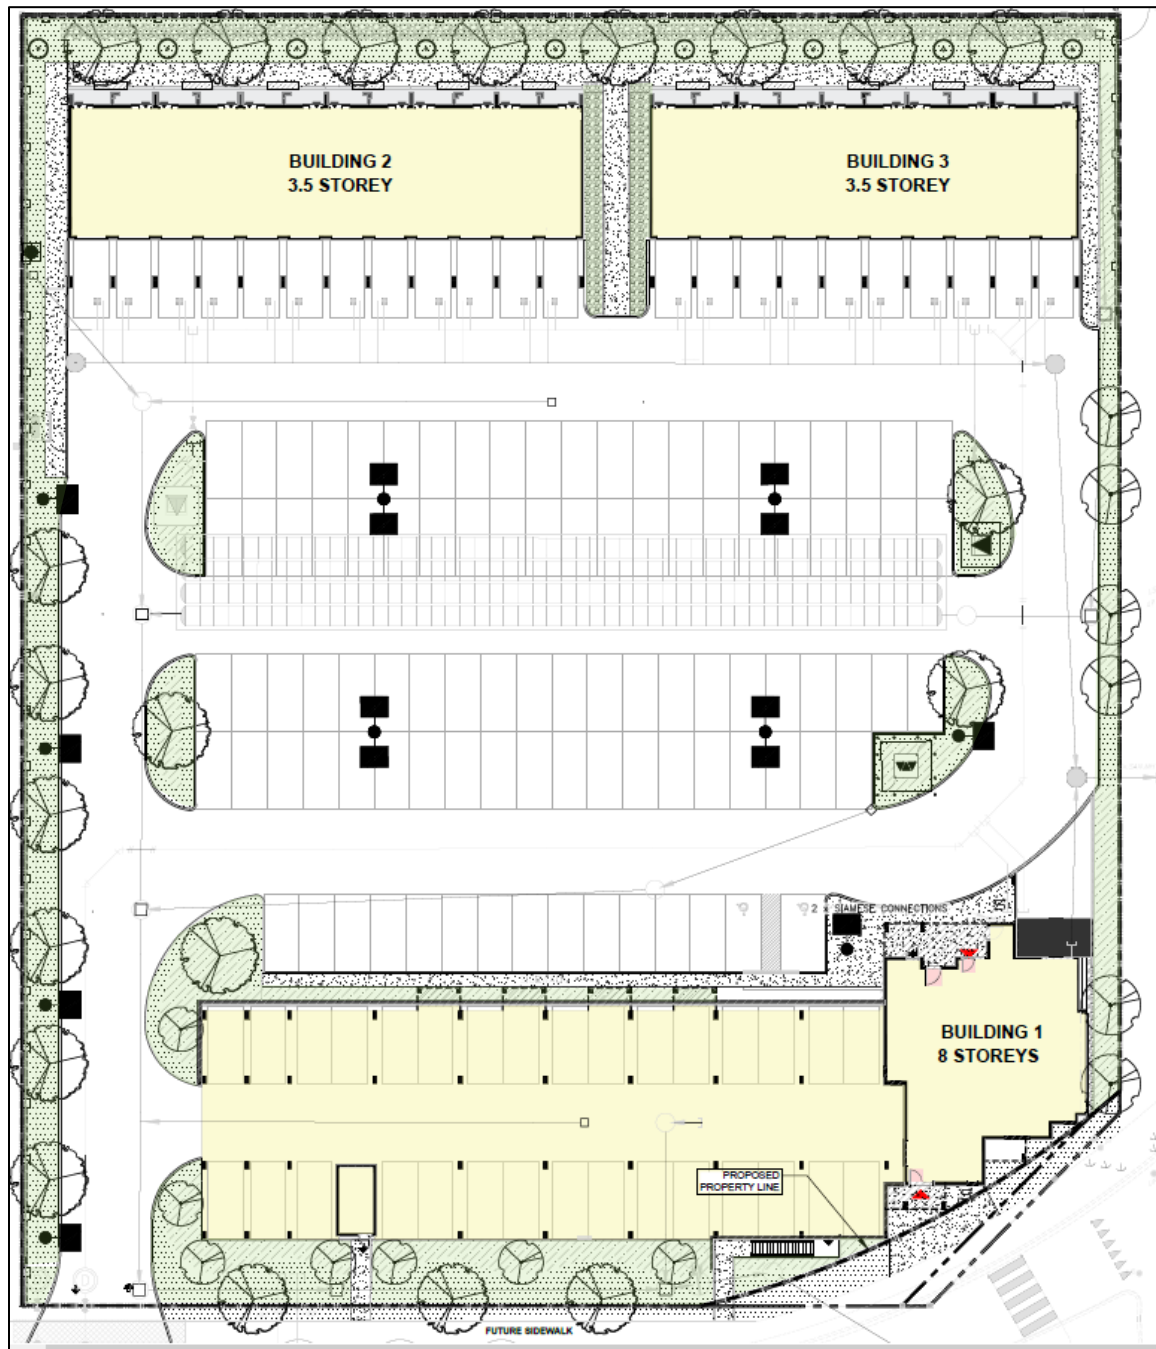 BUILDING 2
3.5 STOREY
BUILDING 3
3.5 STOREY
2 x SIAMESE CONNECTIONS
BUILDING 1
8 STOREYS
PROPOSED
PROPERTY LINE
FUTURE SIDEWALK